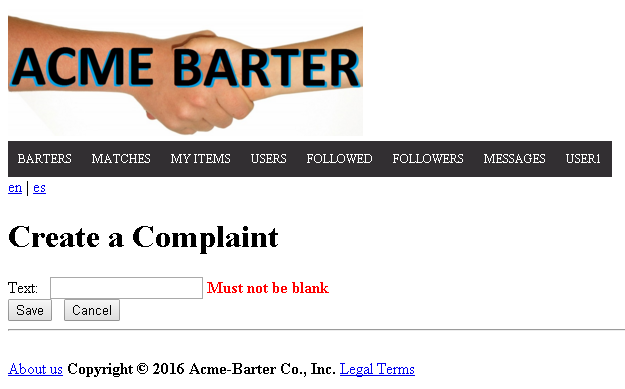 ACME BARTER
BARTERS MATCHES MY ITEMS USERS FOLLOWED FOLLOWERS MESSAGES USER1
en | es
Create a Complaint
Text: Must not be blank
Save Cancel
About us Copyright © 2016 Acme-Barter Co., Inc. Legal Terms